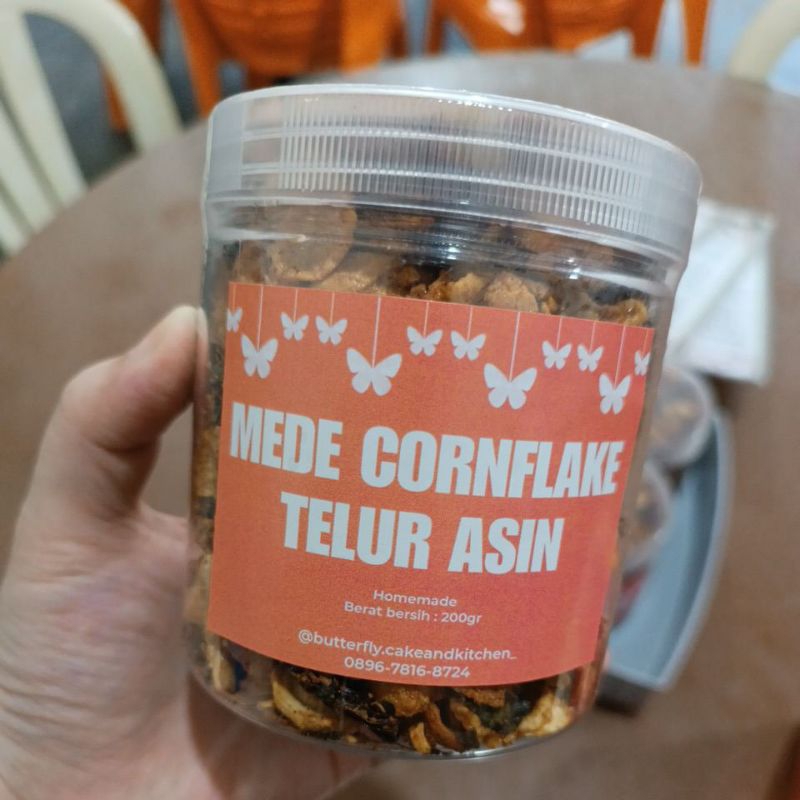 MEDE CORNFLAKE
TELUR ASIN
Homemade
Berat bersih : 200gr
@butterfly.cakeandkitchen_
0896-7816-8724